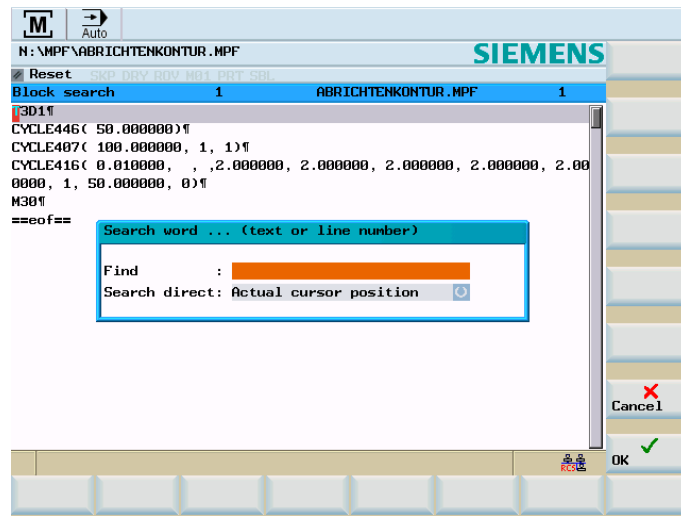 M
Auto
N:\MPF\ABRICHTENKONTUR.MPF
SIEMENS
Reset SKP DRY ROV M01 PRT SBL
Block search 1 ABRICHTENKONTUR.MPF 1
T3D1¶
CYCLE446( 50.000000)¶
CYCLE407( 100.000000, 1, 1)¶
CYCLE416( 0.010000, , ,2.000000, 2.000000, 2.000000, 2.000000, 2.00
0000, 1, 50.000000, 0)¶
M30¶
==eof==
Search word ... (text or line number)
Find :
Search direct: Actual cursor position
Cancel
RCS
OK